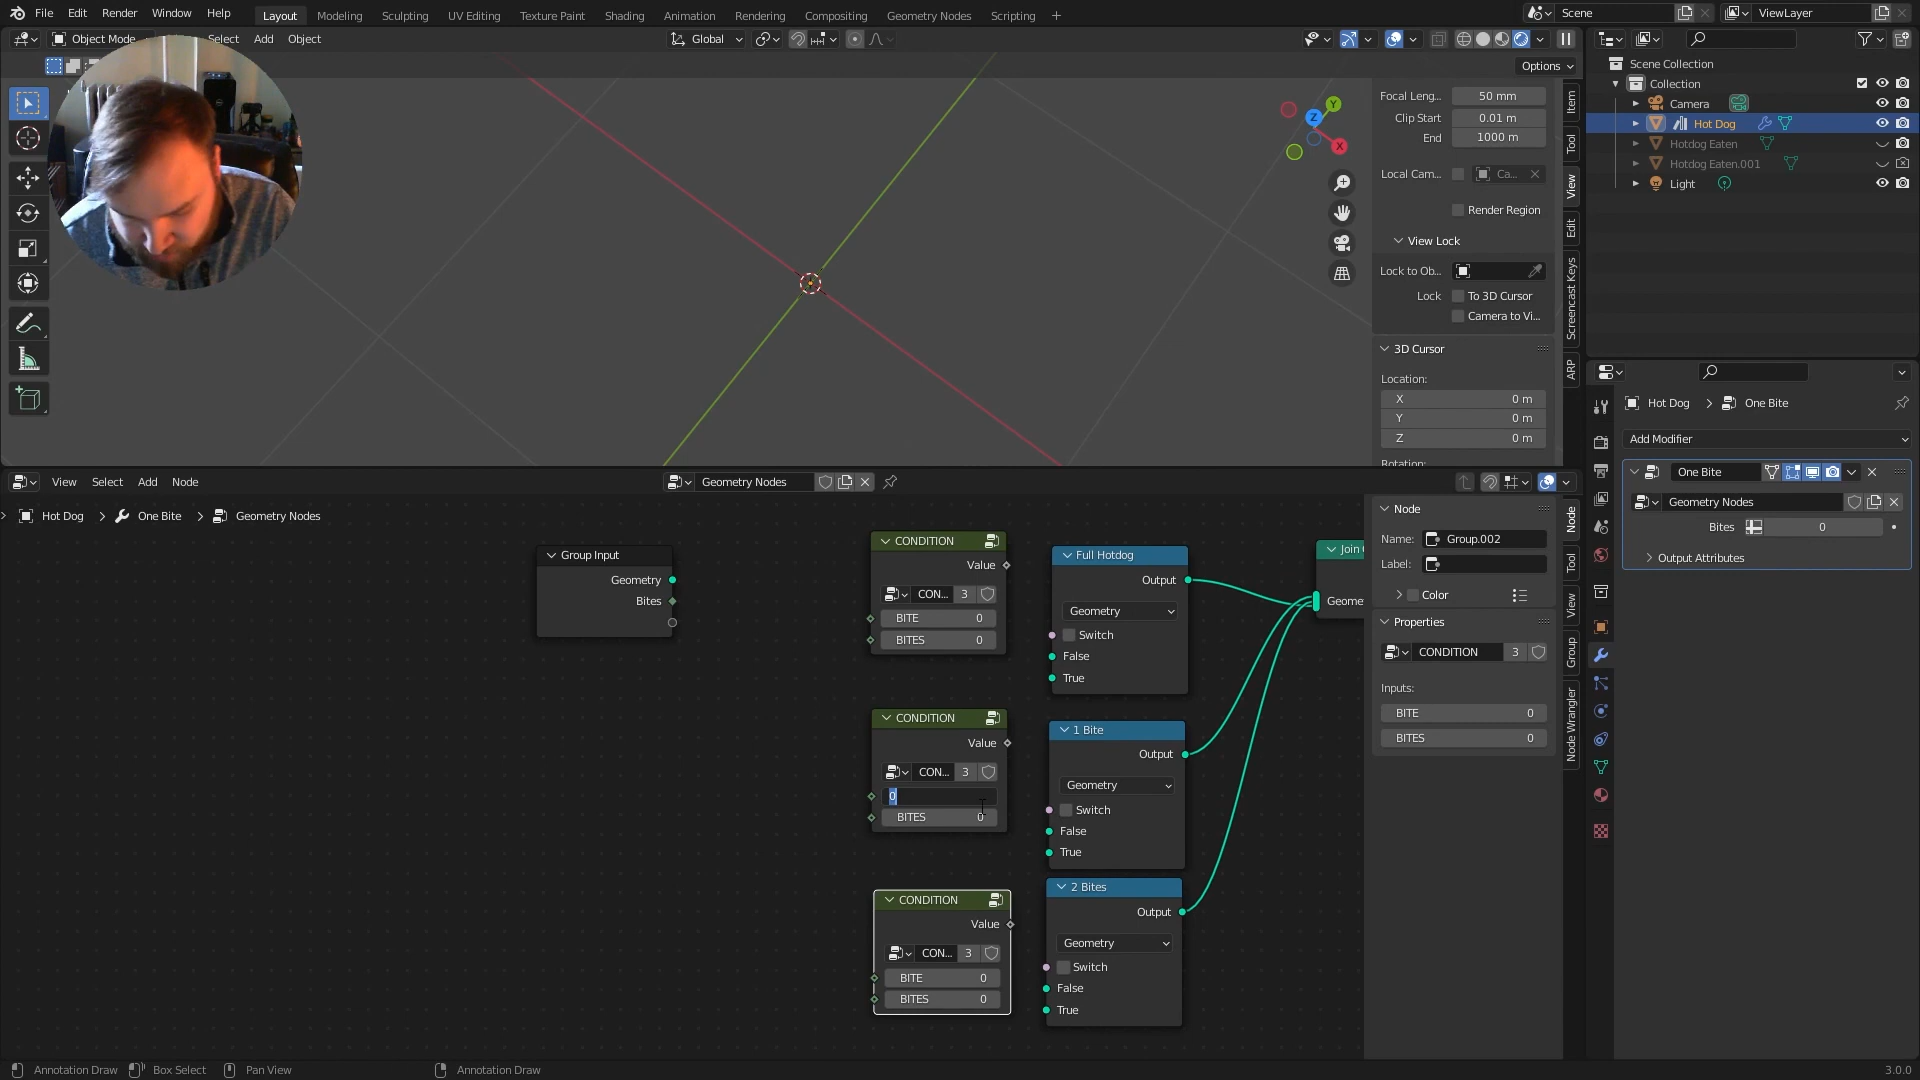 File Edit Render Window Help
Layout Modeling Sculpting UV Editing Texture Paint Shading Animation Rendering Compositing Geometry Nodes Scripting +
Scene
ViewLayer
Object Mode
Select Add Object
Global
Options
Focal Leng... 50 mm
Clip Start 0.01 m
End 1000 m
Local Cam... Ca...
Render Region
View Lock
Lock to Ob...
Lock To 3D Cursor
Camera to Vi...
3D Cursor
Location:
X 0 m
Y 0 m
Z 0 m
Rotation:
Z
Y
X
Item
Tool
View
Edit
Screencast Keys
ARP
Scene Collection
Collection
Camera
Hot Dog
Hotdog Eaten
Hotdog Eaten.001
Light
Hot Dog > One Bite
Add Modifier
One Bite
Geometry Nodes
Bites 0
Output Attributes
View Select Add Node
Geometry Nodes
Hot Dog > One Bite > Geometry Nodes
Group Input
Geometry
Bites
CONDITION
Value
CON... 3
BITE 0
BITES 0
Full Hotdog
Output
Geometry
Switch
False
True
Join
Geome
CONDITION
Value
CON... 3
0
BITES 0
1 Bite
Output
Geometry
Switch
False
True
CONDITION
Value
CON... 3
BITE 0
BITES 0
2 Bites
Output
Geometry
Switch
False
True
Node
Name: Group.002
Label:
Color
Properties
CONDITION 3
Inputs:
BITE 0
BITES 0
Node
Tool
View
Group
Node Wrangler
Annotation Draw
Box Select
Pan View
Annotation Draw
3.0.0